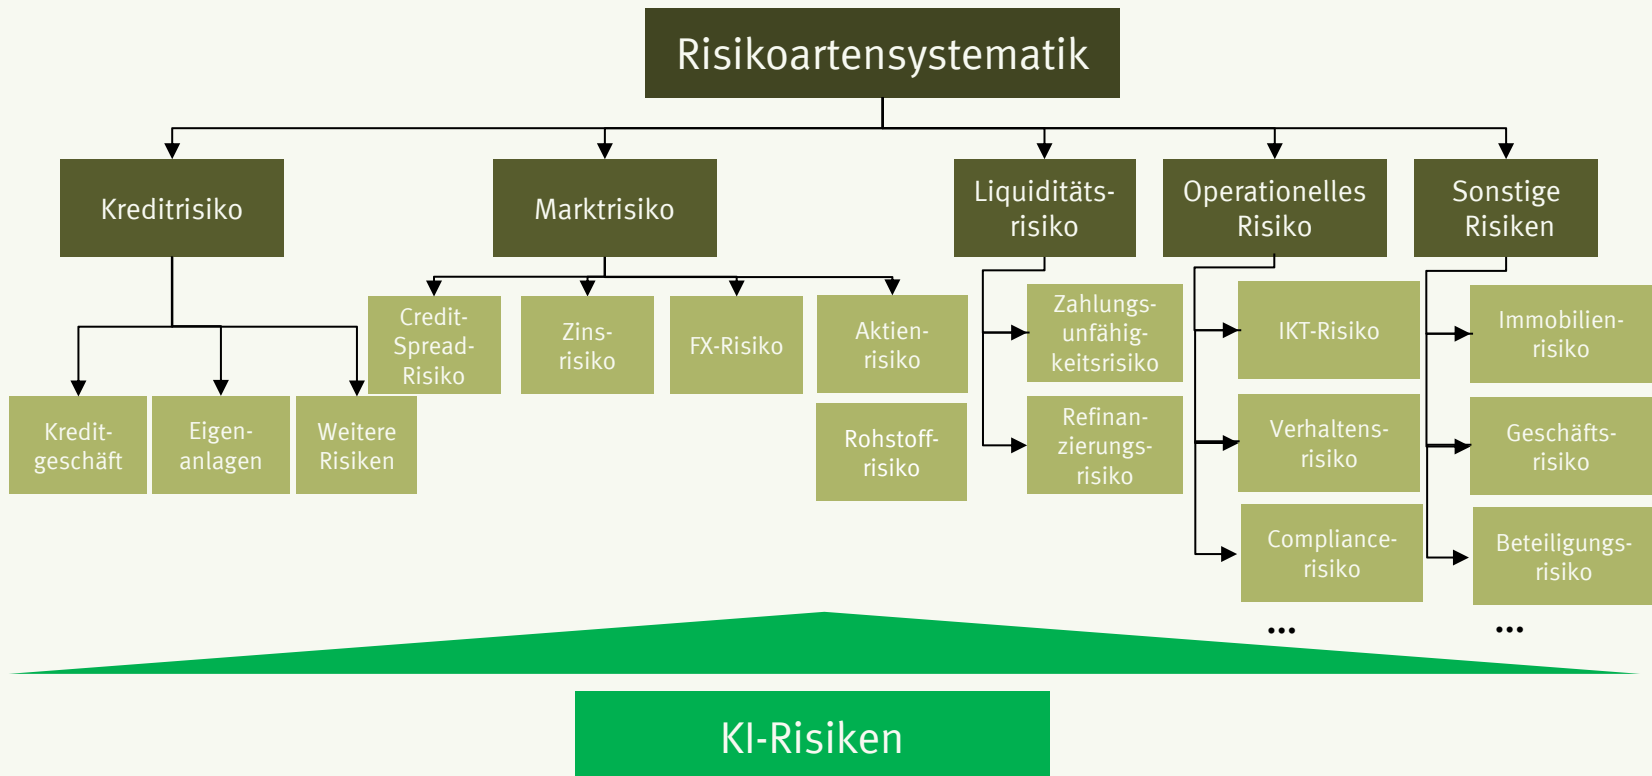 Risikoartensystematik
Kreditrisiko
Marktrisiko
Liquiditäts-
risiko
Operationelles
Risiko
Sonstige
Risiken
Kredit-
geschäft
Eigen-
anlagen
Weitere
Risiken
Credit-
Spread-
Risiko
Zins-
risiko
FX-Risiko
Aktien-
risiko
Rohstoff-
risiko
Zahlungs-
unfähig-
keitsrisiko
Refinan-
zierungs-
risiko
IKT-Risiko
Verhaltens-
risiko
Compliance-
risiko
...
Immobilien-
risiko
Geschäfts-
risiko
Beteiligungs-
risiko
...
KI-Risiken